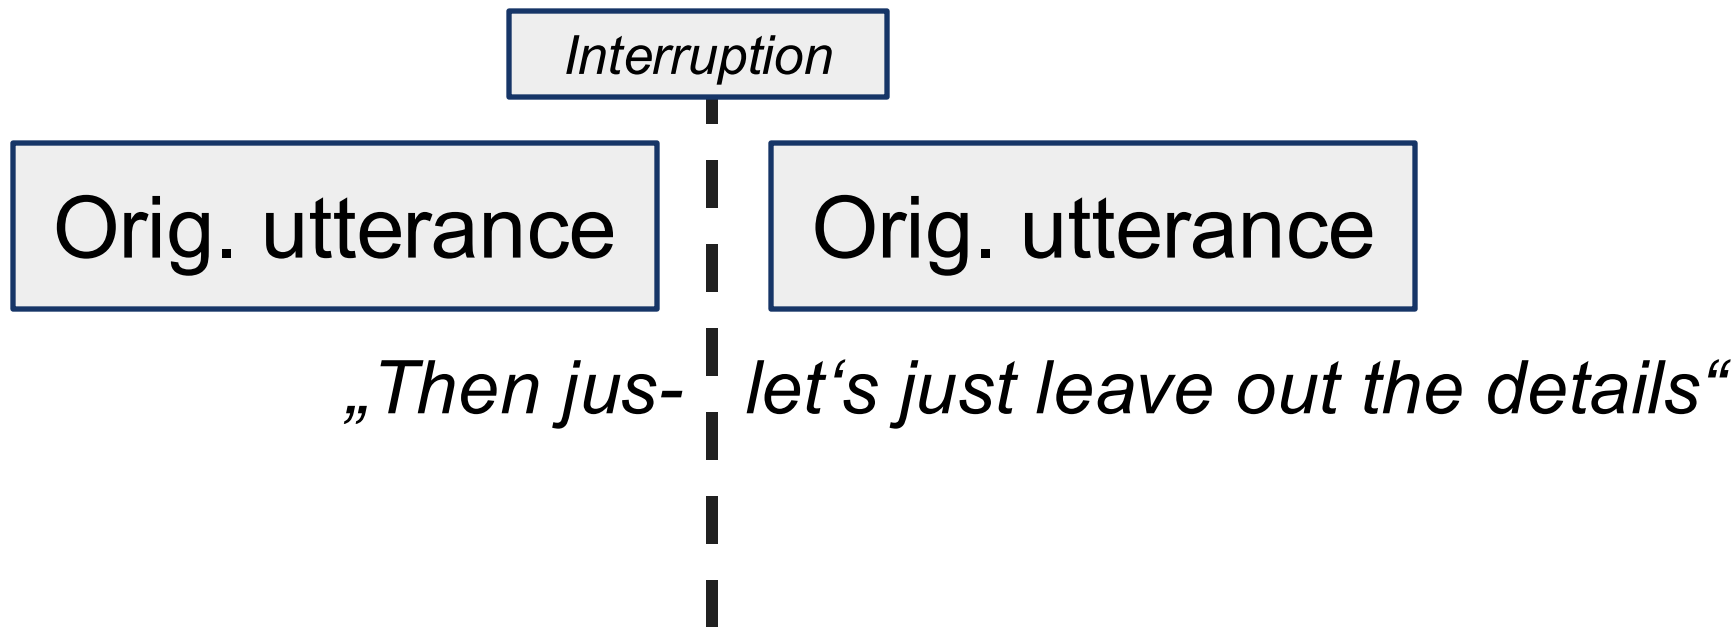 Interruption
Orig. utterance Orig. utterance
„Then jus- let‘s just leave out the details“